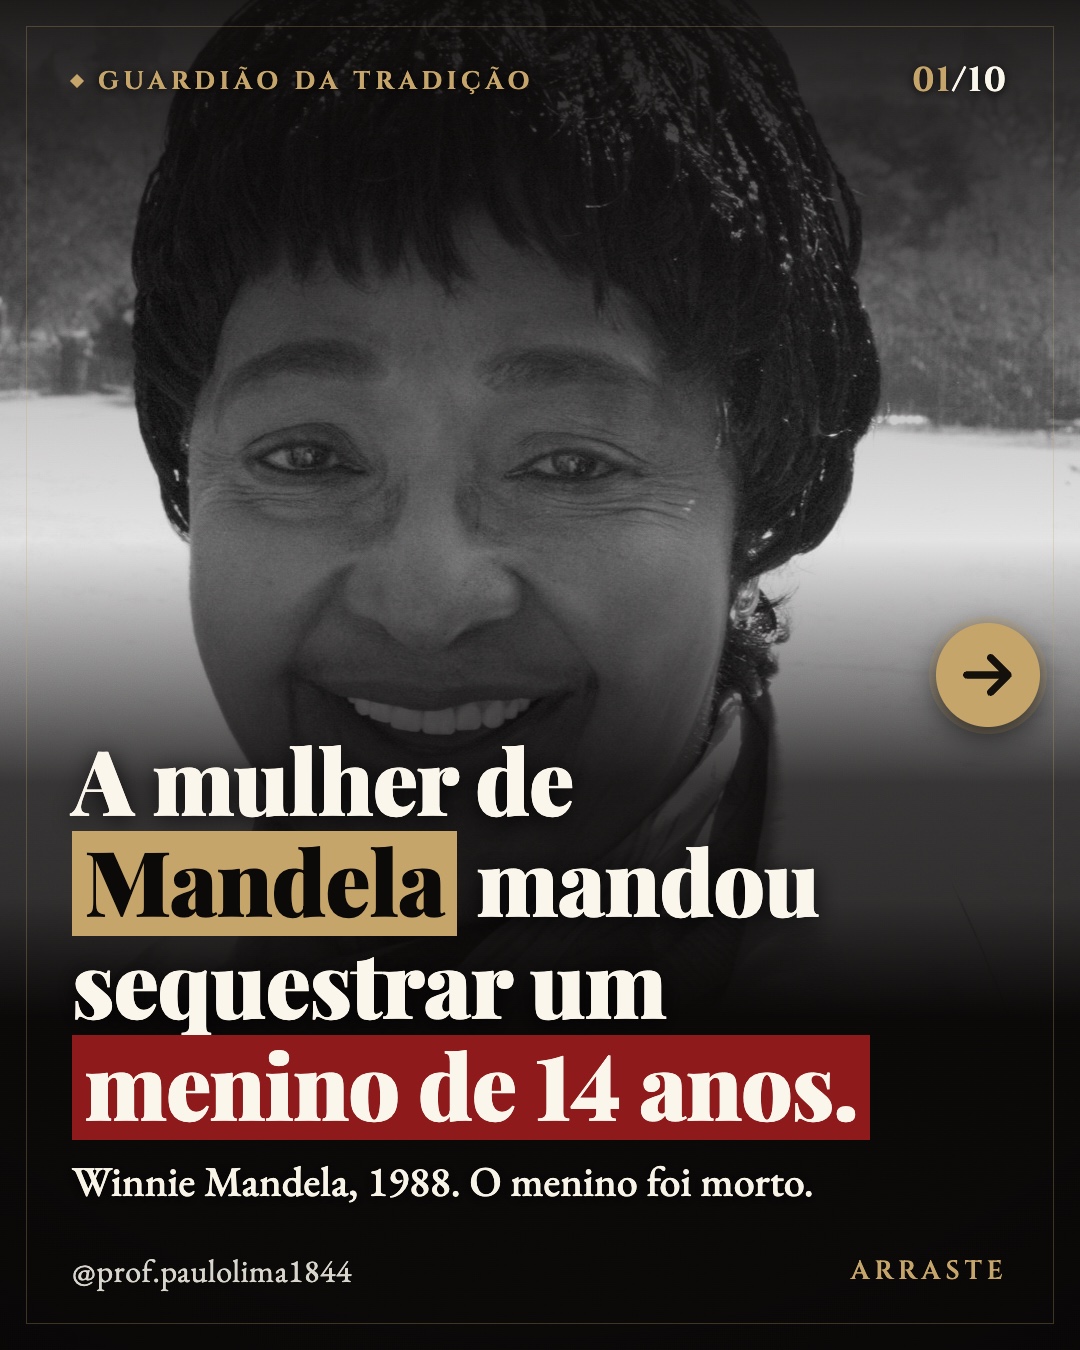 GUARDIÃO DA TRADIÇÃO
01/10
A mulher de
Mandela mandou
sequestrar um
menino de 14 anos.
Winnie Mandela, 1988. O menino foi morto.
@prof.paulolima1844
ARRASTE